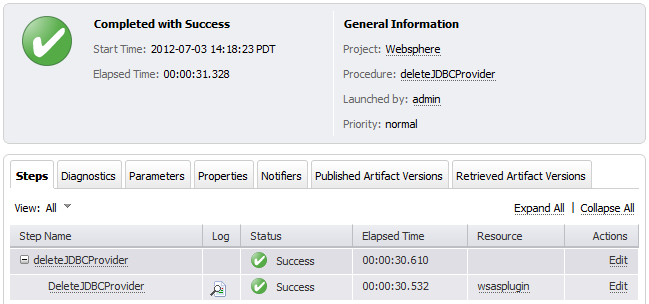 Completed with Success
Start Time: 2012-07-03 14:18:23 PDT
Elapsed Time: 00:00:31.328
General Information
Project: Websphere
Procedure: deleteJDBCProvider
Launched by: admin
Priority: normal
Steps Diagnostics Parameters Properties Notifiers Published Artifact Versions Retrieved Artifact Versions
View: All Expand All | Collapse All
Step Name Log Status Elapsed Time Resource Actions
deleteJDBCProvider Success 00:00:30.610 Edit
DeleteJDBCProvider Success 00:00:30.532 wsasplugin Edit